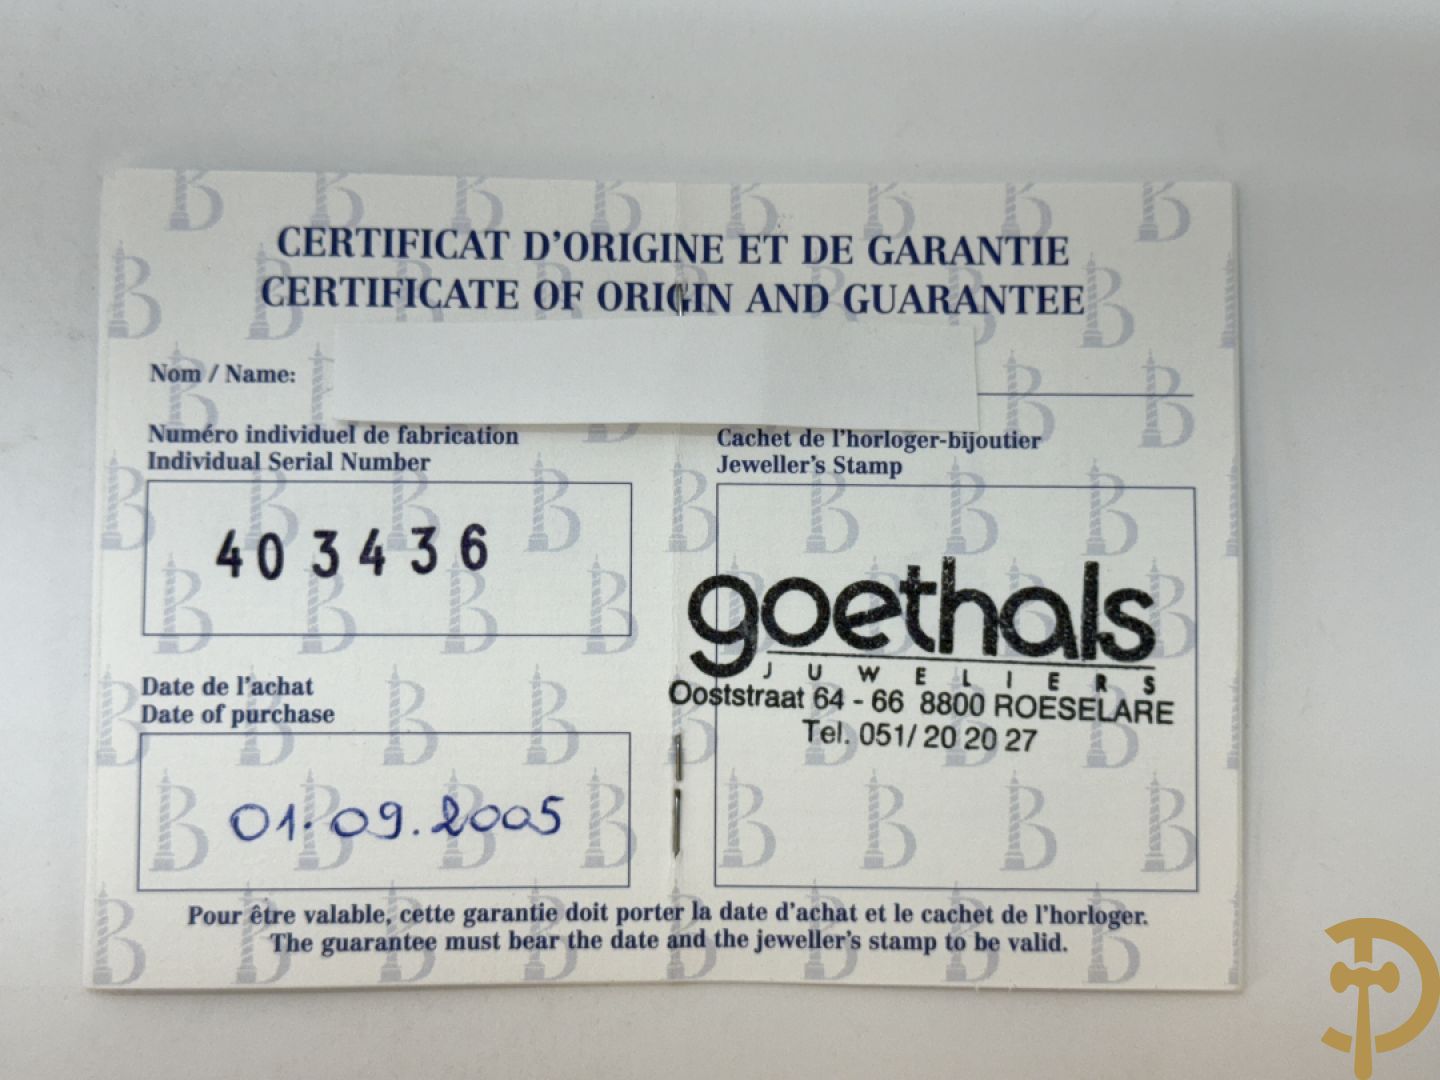 CERTIFICAT D'ORIGINE ET DE GARANTIE
CERTIFICATE OF ORIGIN AND GUARANTEE
Nom / Name:
Numéro individuel de fabrication
Individual Serial Number
403436
Cachet de l'horloger-bijoutier
Jeweller's Stamp
goethals
JUWELIERS
Ooststraat 64 - 66 8800 ROESELARE
Tel. 051/ 20 20 27
Date de l'achat
Date of purchase
01.09.2005
Pour être valable, cette garantie doit porter la date d'achat et le cachet de l'horloger.
The guarantee must bear the date and the jeweller's stamp to be valid.